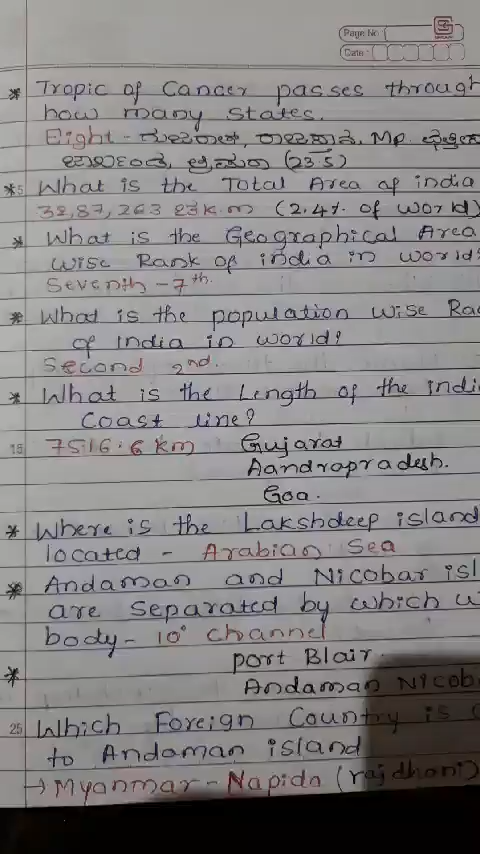 Page No
Date:
* Tropic of Cancer passes through
how many States.
Eight - ಗುಜರಾತ್, ರಾಜಸ್ಥಾನ, MP,
(23.5)
* What is the Total Area of india
32,87,263 K.m (2.4% of world)
* What is the Geographical Area
wise Rank of india in world?
Seventh - 7th.
* What is the population wise Ra
of India in world?
Second 2nd.
* What is the Length of the Indi
Coast line?
15 7516.6 Km Gujarat
Aandrapradesh.
Goa.
* Where is the Lakshdeep island
located - Arabian Sea
* Andaman and Nicobar isl
are Separated by which w
body - 10° channel
port Blair.
* Andaman Nicob
25 Which Foreign Country is
to Andaman island
→ Myanmar - Napida (rajdhani)